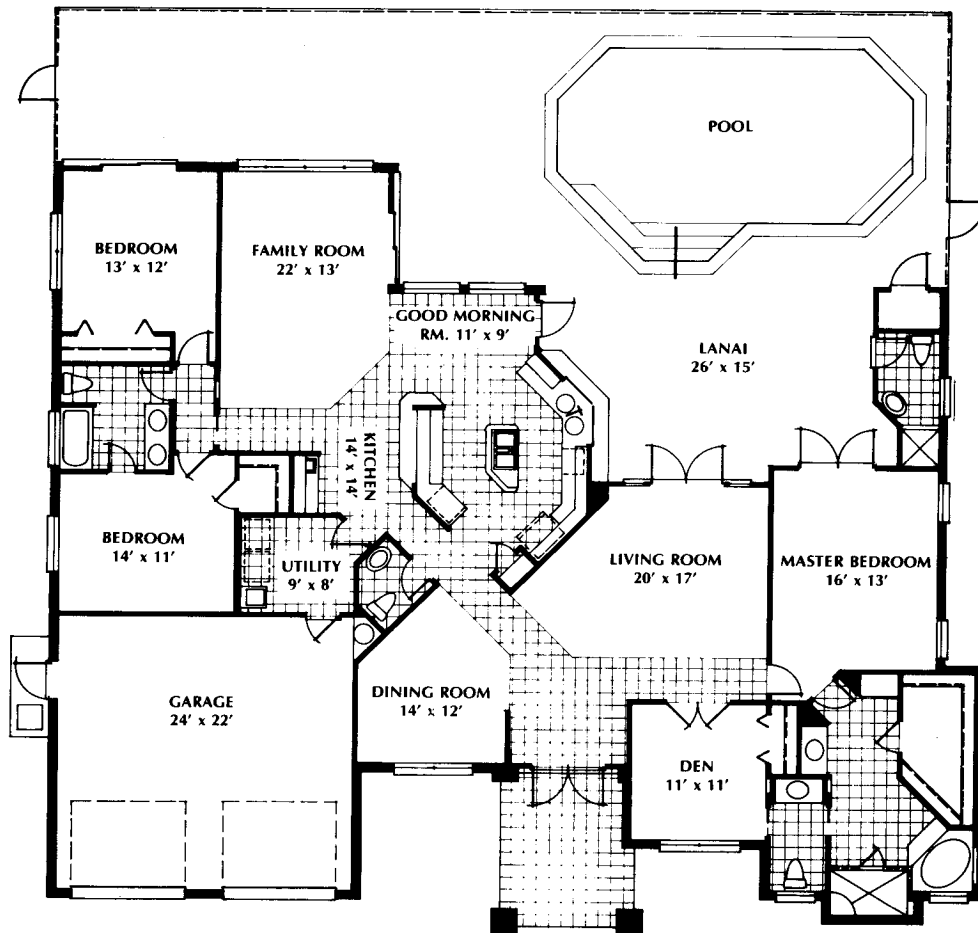 POOL
BEDROOM
13' x 12'
FAMILY ROOM
22' x 13'
GOOD MORNING
RM. 11' x 9'
LANAI
26' x 15'
KITCHEN
14' x 14'
BEDROOM
14' x 11'
UTILITY
9' x 8'
LIVING ROOM
20' x 17'
MASTER BEDROOM
16' x 13'
GARAGE
24' x 22'
DINING ROOM
14' x 12'
DEN
11' x 11'